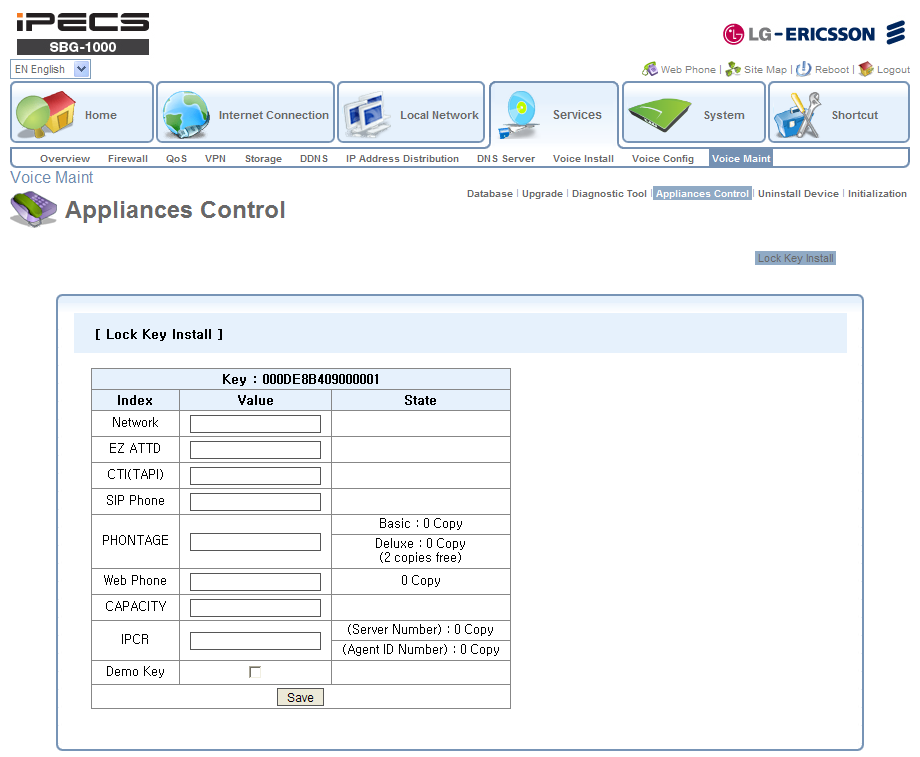 iPECS
SBG-1000
LG-ERICSSON
EN English
Web Phone | Site Map | Reboot | Logout
Home
Internet Connection
Local Network
Services
System
Shortcut
Overview Firewall QoS VPN Storage DDNS IP Address Distribution DNS Server Voice Install Voice Config Voice Maint
Voice Maint
Database | Upgrade | Diagnostic Tool | Appliances Control | Uninstall Device | Initialization
Appliances Control
Lock Key Install
[ Lock Key Install ]
Key : 000DE8B409000001
Index Value State
Network
EZ ATTD
CTI(TAPI)
SIP Phone
PHONTAGE
Basic : 0 Copy
Deluxe : 0 Copy
(2 copies free)
Web Phone 0 Copy
CAPACITY
IPCR
(Server Number) : 0 Copy
(Agent ID Number) : 0 Copy
Demo Key
Save